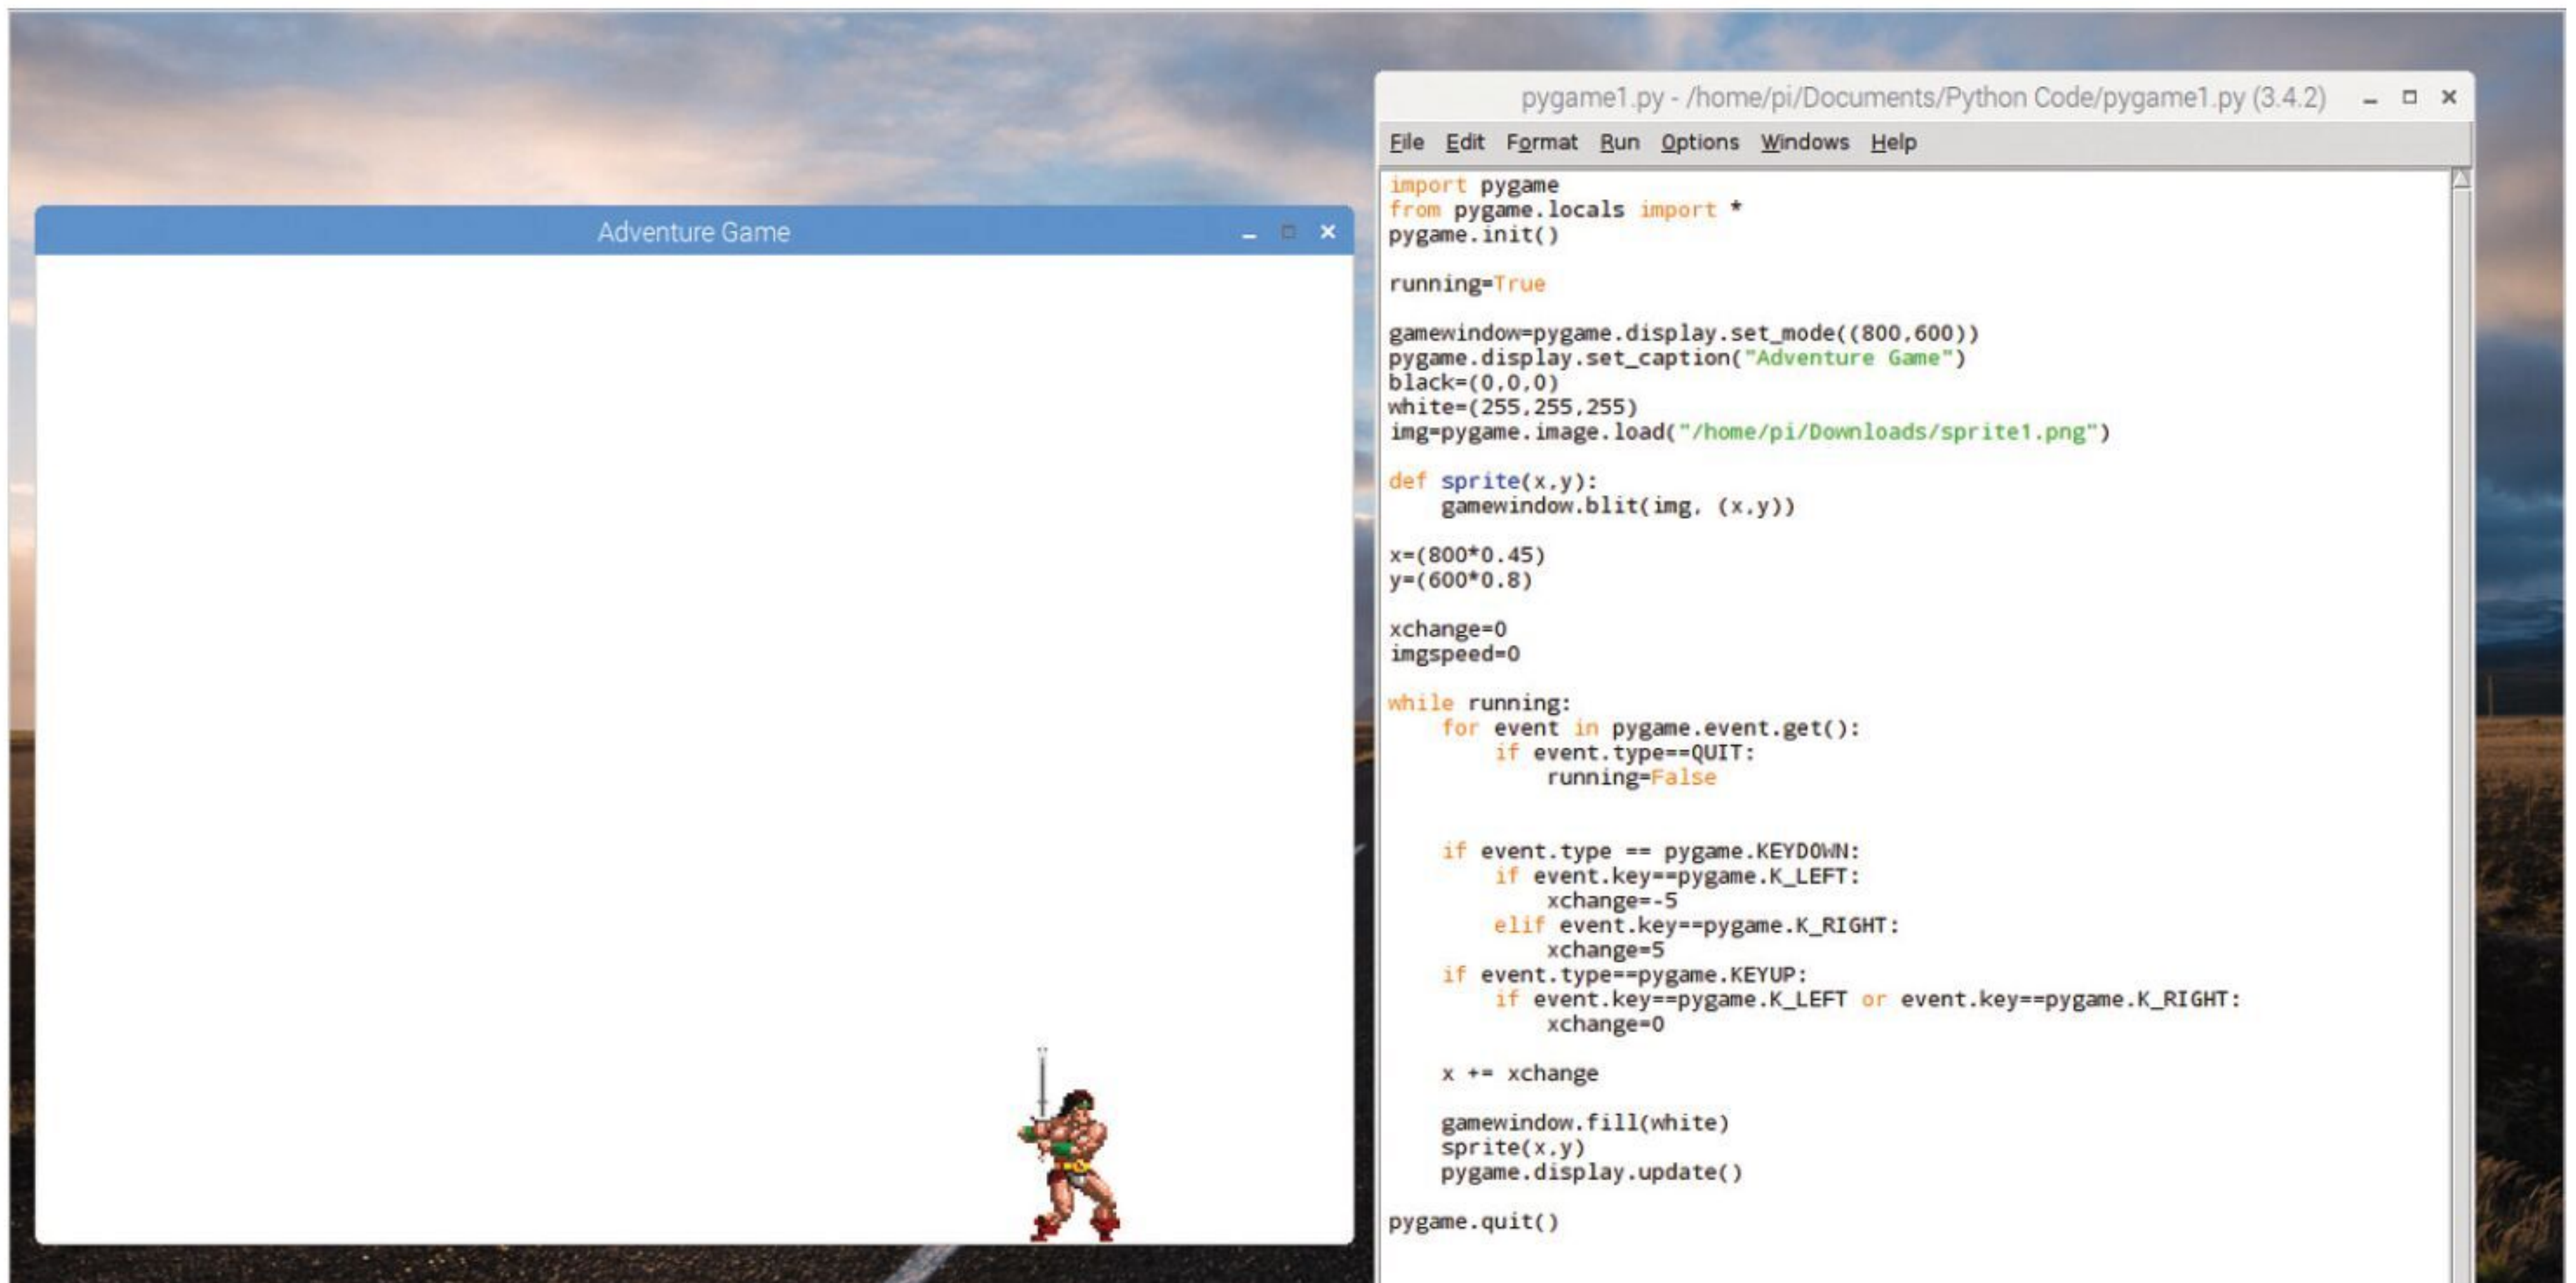 Adventure Game
pygame1.py - /home/pi/Documents/Python Code/pygame1.py (3.4.2)
File Edit Format Run Options Windows Help
import pygame
from pygame.locals import *
pygame.init()
running=True
gamewindow=pygame.display.set_mode((800,600))
pygame.display.set_caption("Adventure Game")
black=(0,0,0)
white=(255,255,255)
img=pygame.image.load("/home/pi/Downloads/sprite1.png")
def sprite(x,y):
    gamewindow.blit(img, (x,y))
x=(800*0.45)
y=(600*0.8)
xchange=0
imgspeed=0
while running:
    for event in pygame.event.get():
        if event.type==QUIT:
            running=False
    if event.type == pygame.KEYDOWN:
        if event.key==pygame.K_LEFT:
            xchange=-5
        elif event.key==pygame.K_RIGHT:
            xchange=5
    if event.type==pygame.KEYUP:
        if event.key==pygame.K_LEFT or event.key==pygame.K_RIGHT:
            xchange=0
    x += xchange
    gamewindow.fill(white)
    sprite(x,y)
    pygame.display.update()
pygame.quit()